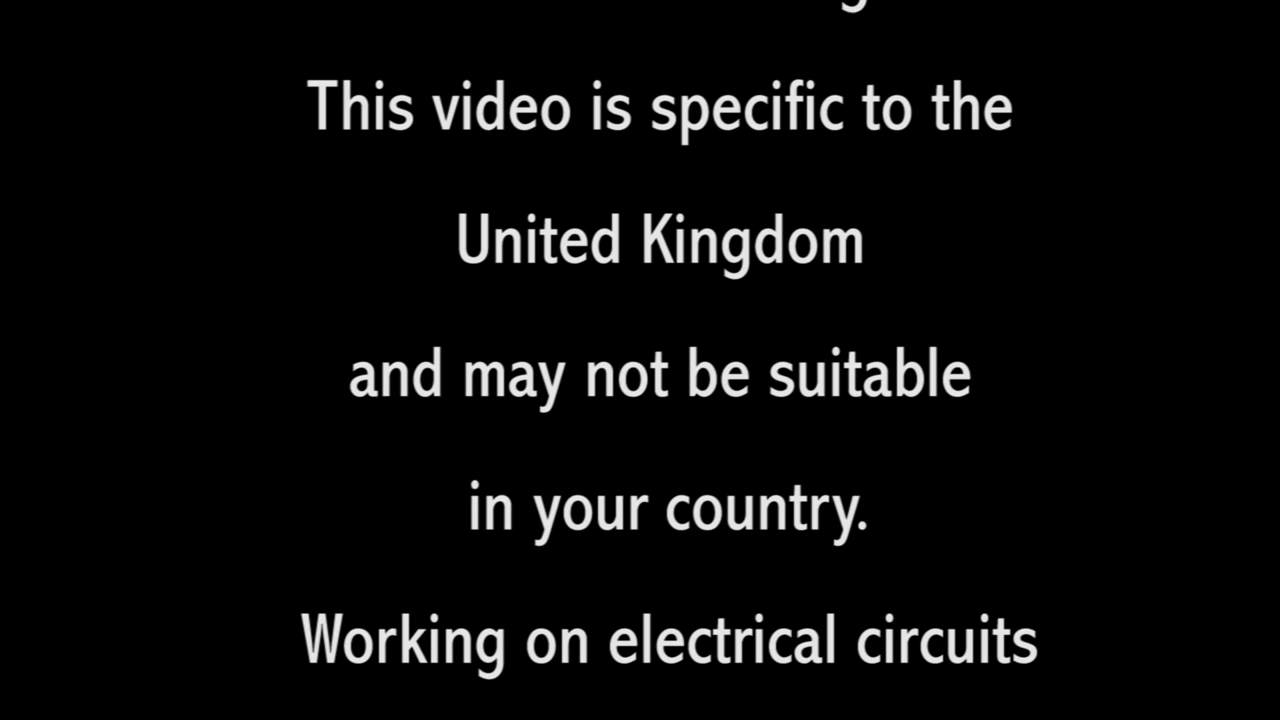 This video is specific to the
United Kingdom
and may not be suitable
in your country.
Working on electrical circuits